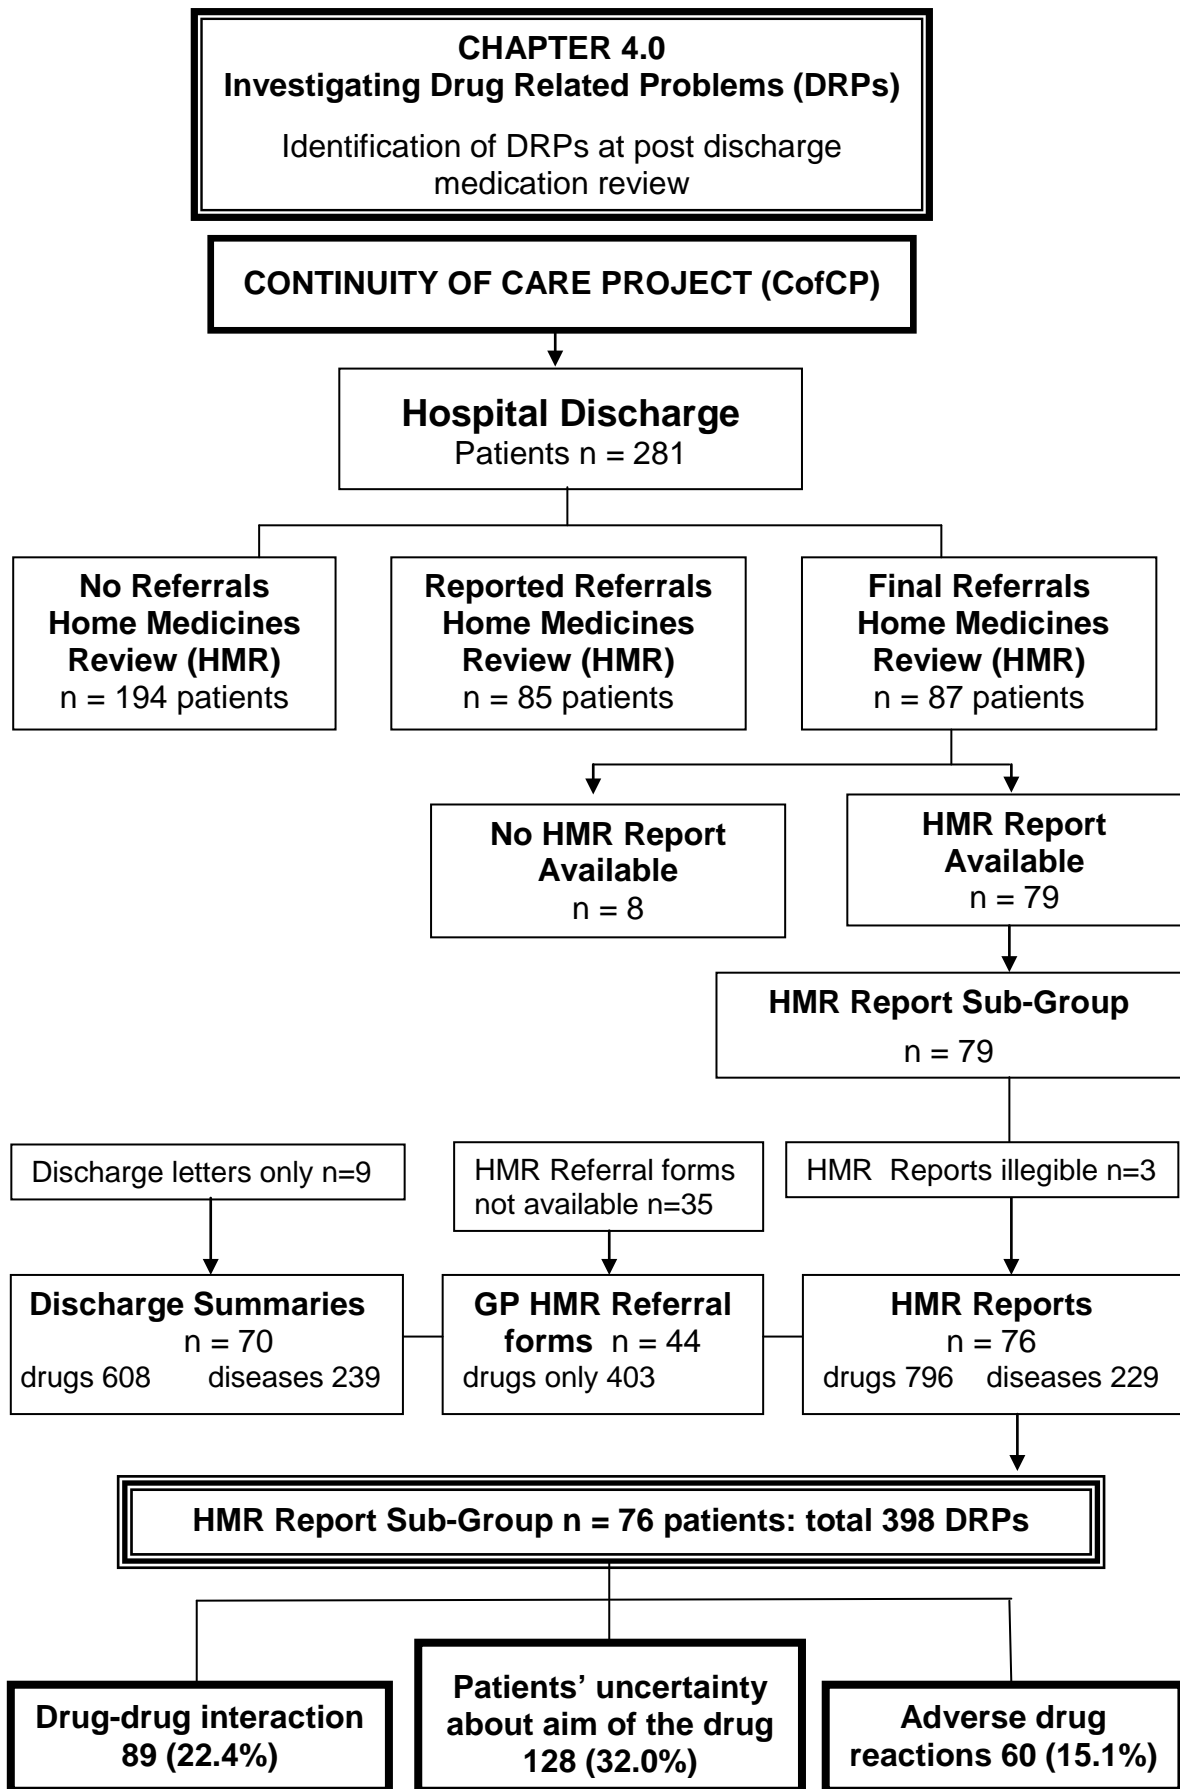 CHAPTER 4.0
Investigating Drug Related Problems (DRPs)
Identification of DRPs at post discharge
medication review
CONTINUITY OF CARE PROJECT (CofCP)
Hospital Discharge
Patients n = 281
No Referrals
Home Medicines
Review (HMR)
n = 194 patients
Reported Referrals
Home Medicines
Review (HMR)
n = 85 patients
Final Referrals
Home Medicines
Review (HMR)
n = 87 patients
No HMR Report
Available
n = 8
HMR Report
Available
n = 79
HMR Report Sub-Group
n = 79
Discharge letters only n=9
HMR Referral forms
not available n=35
HMR Reports illegible n=3
Discharge Summaries
n = 70
drugs 608 diseases 239
GP HMR Referral
forms n = 44
drugs only 403
HMR Reports
n = 76
drugs 796 diseases 229
HMR Report Sub-Group n = 76 patients: total 398 DRPs
Drug-drug interaction
89 (22.4%)
Patients’ uncertainty
about aim of the drug
128 (32.0%)
Adverse drug
reactions 60 (15.1%)